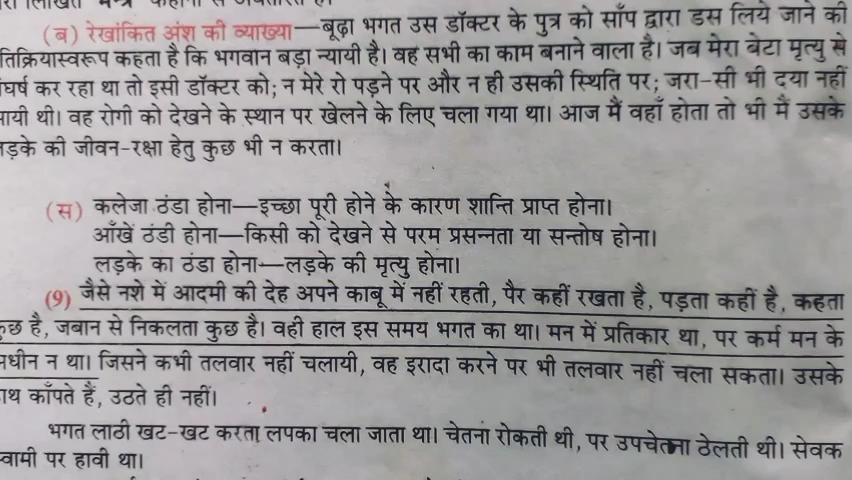 कहानी से अवतरित है।
(ब) रेखांकित अंश की व्याख्या—बूढ़ा भगत उस डॉक्टर के पुत्र को साँप द्वारा डस लिये जाने की
तिक्रियास्वरूप कहता है कि भगवान बड़ा न्यायी है। वह सभी का काम बनाने वाला है। जब मेरा बेटा मृत्यु से
घर्ष कर रहा था तो इसी डॉक्टर को; न मेरे रो पड़ने पर और न ही उसकी स्थिति पर; जरा-सी भी दया नहीं
आयी थी। वह रोगी को देखने के स्थान पर खेलने के लिए चला गया था। आज मैं वहाँ होता तो भी मैं उसके
ड़के की जीवन-रक्षा हेतु कुछ भी न करता।
(स) कलेजा ठंडा होना—इच्छा पूरी होने के कारण शान्ति प्राप्त होना।
आँखें ठंडी होना—किसी को देखने से परम प्रसन्नता या सन्तोष होना।
लड़के का ठंडा होना—लड़के की मृत्यु होना।
(9) जैसे नशे में आदमी की देह अपने काबू में नहीं रहती, पैर कहीं रखता है, पड़ता कहीं है, कहता
कुछ है, जबान से निकलता कुछ है। वही हाल इस समय भगत का था। मन में प्रतिकार था, पर कर्म मन के
अधीन न था। जिसने कभी तलवार नहीं चलायी, वह इरादा करने पर भी तलवार नहीं चला सकता। उसके
ाथ काँपते हैं, उठते ही नहीं।
भगत लाठी खट-खट करता लपका चला जाता था। चेतना रोकती थी, पर उपचेतना ठेलती थी। सेवक
स्वामी पर हावी था।